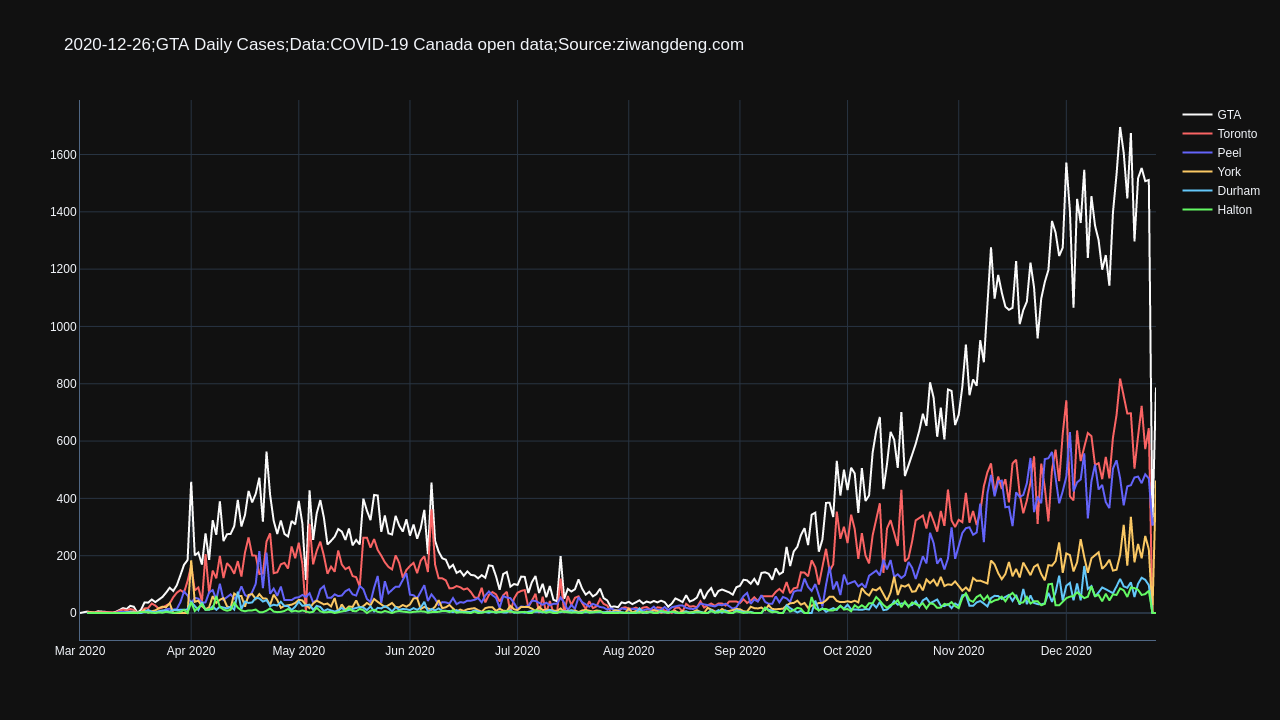 2020-12-26;GTA Daily Cases;Data:COVID-19 Canada open data;Source:ziwangdeng.com
GTA
Toronto
Peel
York
Durham
Halton
1600
1400
1200
1000
800
600
400
200
0
Mar 2020 Apr 2020 May 2020 Jun 2020 Jul 2020 Aug 2020 Sep 2020 Oct 2020 Nov 2020 Dec 2020